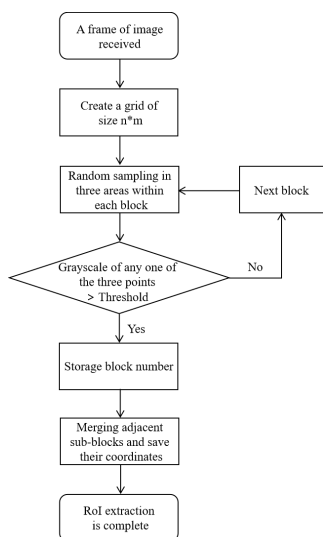 A frame of image
received
Create a grid of
size n*m
Random sampling in
three areas within
each block
Next block
Grayscale of any one of
the three points
> Threshold
No
Yes
Storage block number
Merging adjacent
sub-blocks and save
their coordinates
RoI extraction
is complete